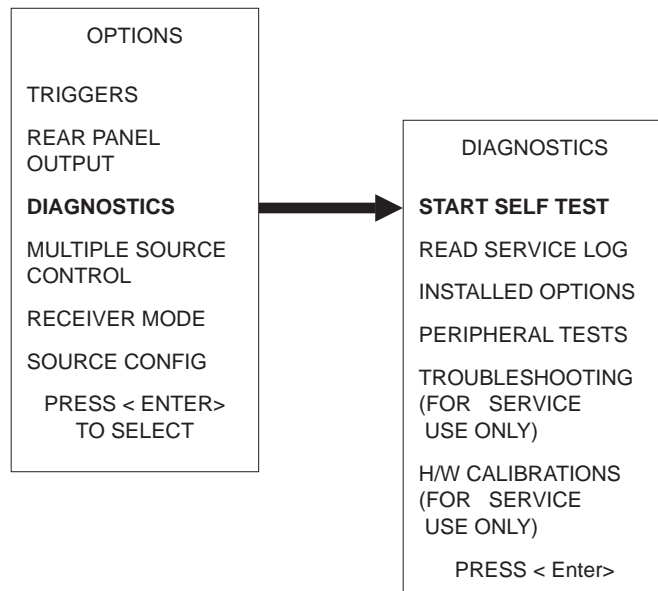 OPTIONS
TRIGGERS
REAR PANEL
OUTPUT
DIAGNOSTICS
MULTIPLE SOURCE
CONTROL
RECEIVER MODE
SOURCE CONFIG
PRESS < ENTER>
TO SELECT
DIAGNOSTICS
START SELF TEST
READ SERVICE LOG
INSTALLED OPTIONS
PERIPHERAL TESTS
TROUBLESHOOTING
(FOR SERVICE
USE ONLY)
H/W CALIBRATIONS
(FOR SERVICE
USE ONLY)
PRESS < Enter>